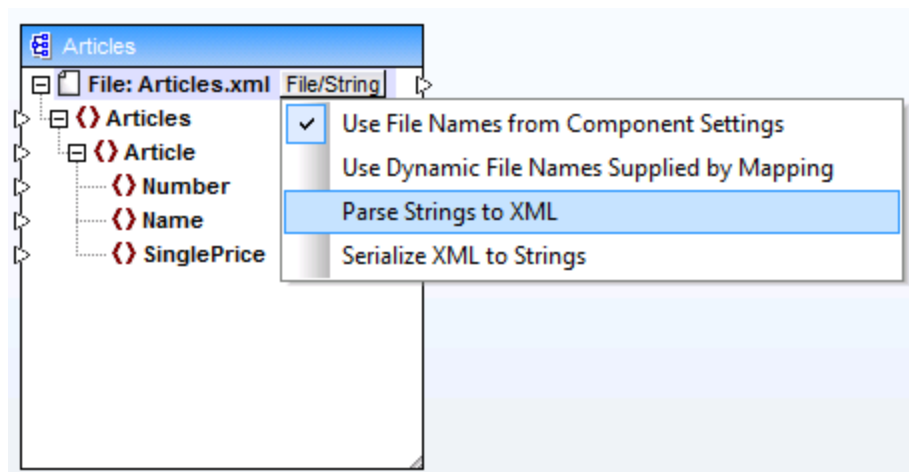 Articles
File: Articles.xml File/String
Articles
Use File Names from Component Settings
Article
Use Dynamic File Names Supplied by Mapping
Number
Parse Strings to XML
Name
SinglePrice
Serialize XML to Strings